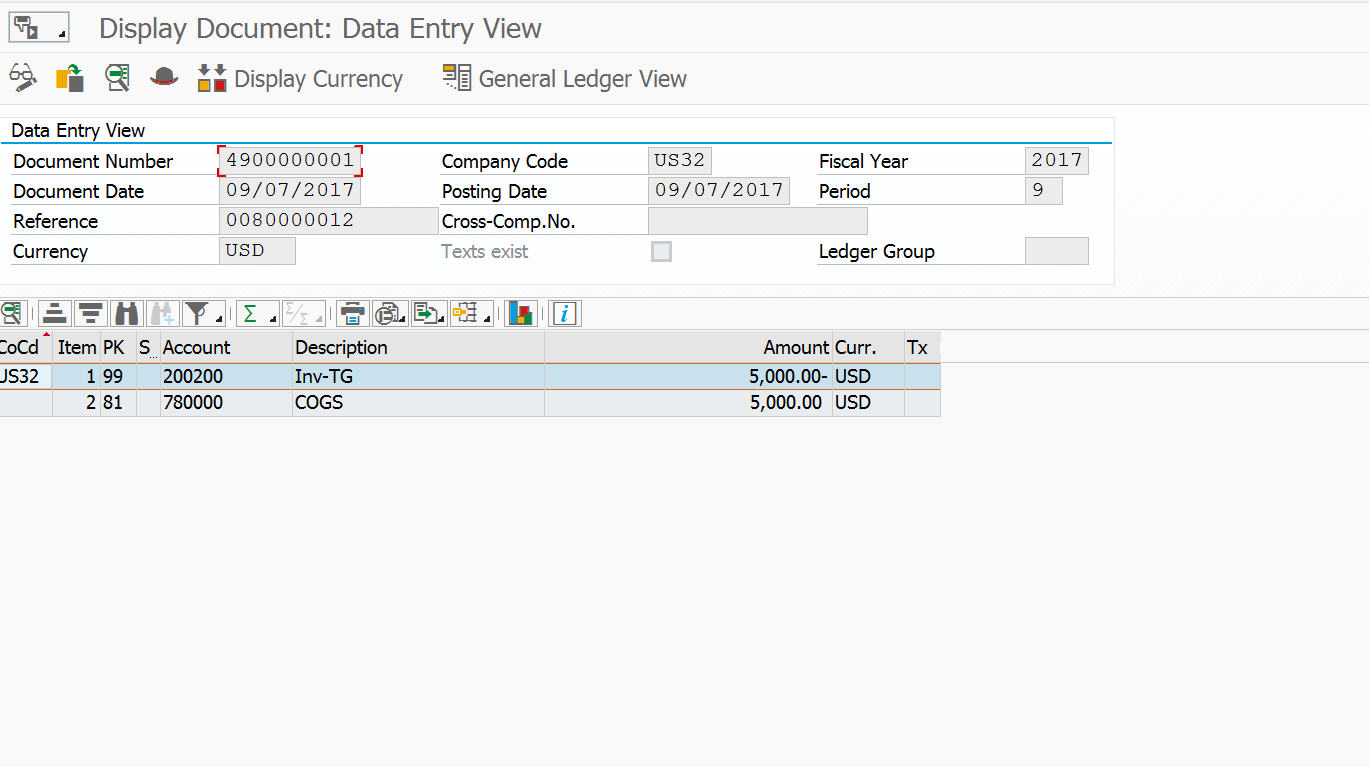 Display Document: Data Entry View
Display Currency General Ledger View
Data Entry View
Document Number 4900000001 Company Code US32 Fiscal Year 2017
Document Date 09/07/2017 Posting Date 09/07/2017 Period 9
Reference 0080000012 Cross-Comp.No.
Currency USD Texts exist Ledger Group
CoCd Item PK S... Account Description Amount Curr. Tx
US32 1 99 200200 Inv-TG 5,000.00- USD
2 81 780000 COGS 5,000.00 USD